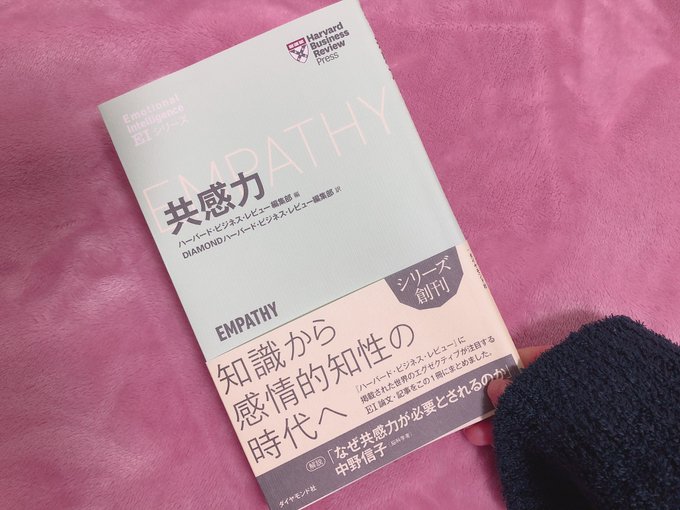 Harvard
Business
Review
Press
Emotional
Intelligence
EIシリーズ
EMPATHY
共感力
ハーバード・ビジネス・レビュー編集部 編
DIAMONDハーバード・ビジネス・レビュー編集部 訳
EMPATHY
シリーズ
創刊
知識から
感情的知性の
時代へ
『ハーバード・ビジネス・レビュー』に
掲載された世界のエグゼクティブが注目する
EI論文・記事をこの1冊にまとめました。
解説 「なぜ共感力が必要とされるのか」
中野信子 脳科学者
ダイヤモンド社